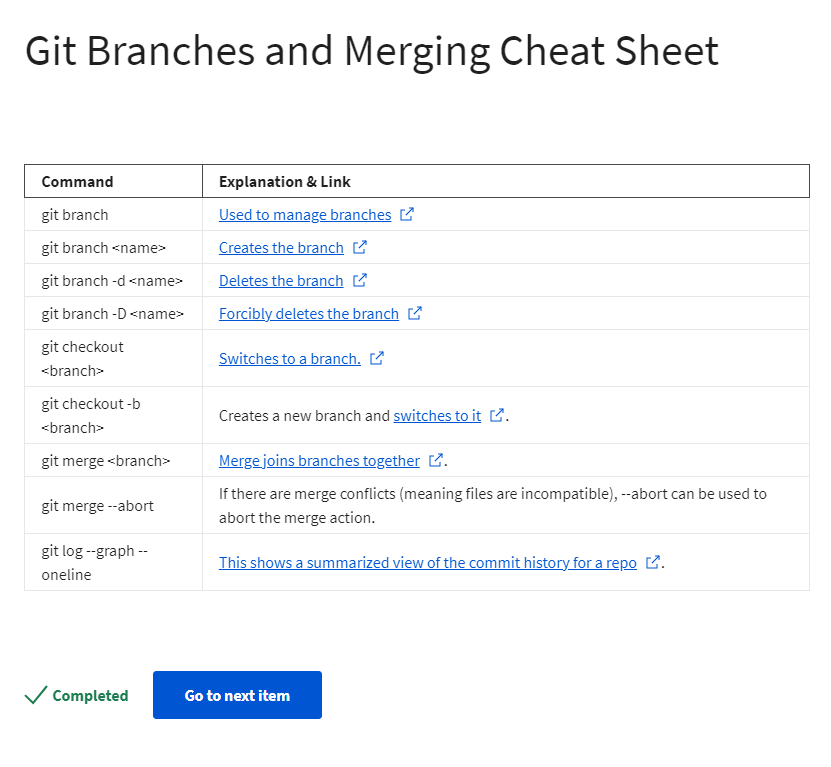 Git Branches and Merging Cheat Sheet
Command
Explanation & Link
git branch
Used to manage branches
git branch <name>
Creates the branch
git branch -d <name>
Deletes the branch
git branch -D <name>
Forcibly deletes the branch
git checkout
<branch>
Switches to a branch.
git checkout -b
<branch>
Creates a new branch and switches to it.
git merge <branch>
Merge joins branches together.
git merge --abort
If there are merge conflicts (meaning files are incompatible), --abort can be used to
abort the merge action.
git log --graph --
oneline
This shows a summarized view of the commit history for a repo.
Completed
Go to next item